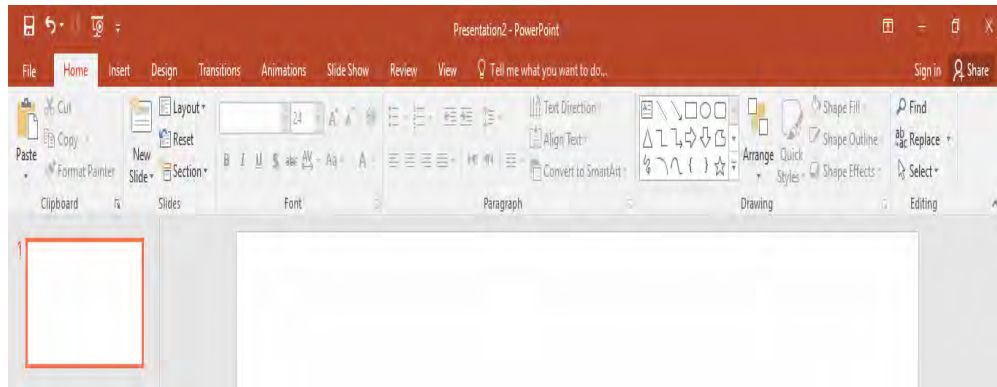 Presentation2 - PowerPoint
File Home Insert Design Transitions Animations Slide Show Review View Tell me what you want to do... Sign in Share
Cut
Copy
Format Painter
Paste
Clipboard
New
Slide
Layout
Reset
Section
Slides
24
B I U S abc AV Aa A
Font
Text Direction
Align Text
Convert to SmartArt
Paragraph
Arrange
Quick
Styles
Shape Fill
Shape Outline
Shape Effects
Drawing
Find
Replace
Select
Editing
1